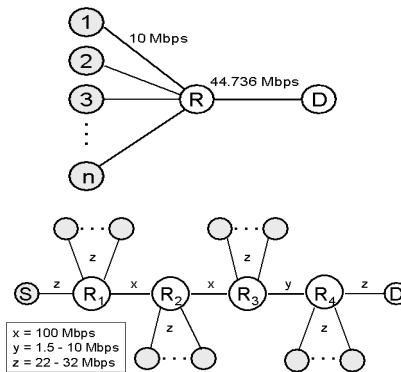 1
10 Mbps
2
44.736 Mbps
3
R
D
n
z
z
S
z
R1
x
R2
x
R3
y
R4
z
D
z
z
x = 100 Mbps
y = 1.5 - 10 Mbps
z = 22 - 32 Mbps